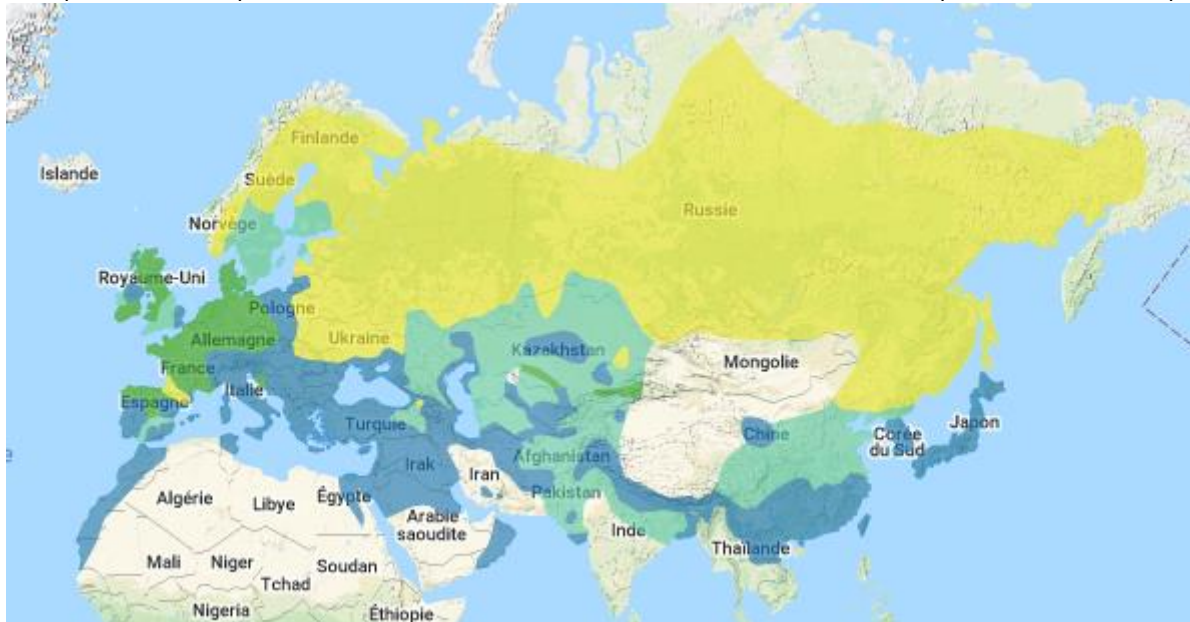 Finlande
Islande
Suède
Russie
Norvège
Royaume-Uni
Pologne
Ukraine
Allemagne
Kazakhstan
Mongolie
France
Italie
Espagne
Turquie
Chine
Corée
du Sud
Japon
Irak
Afghanistan
Iran
Pakistan
Algérie
Libye
Égypte
Arabie
saoudite
Inde
Thaïlande
Mali
Niger
Soudan
Tchad
Nigeria
Éthiopie